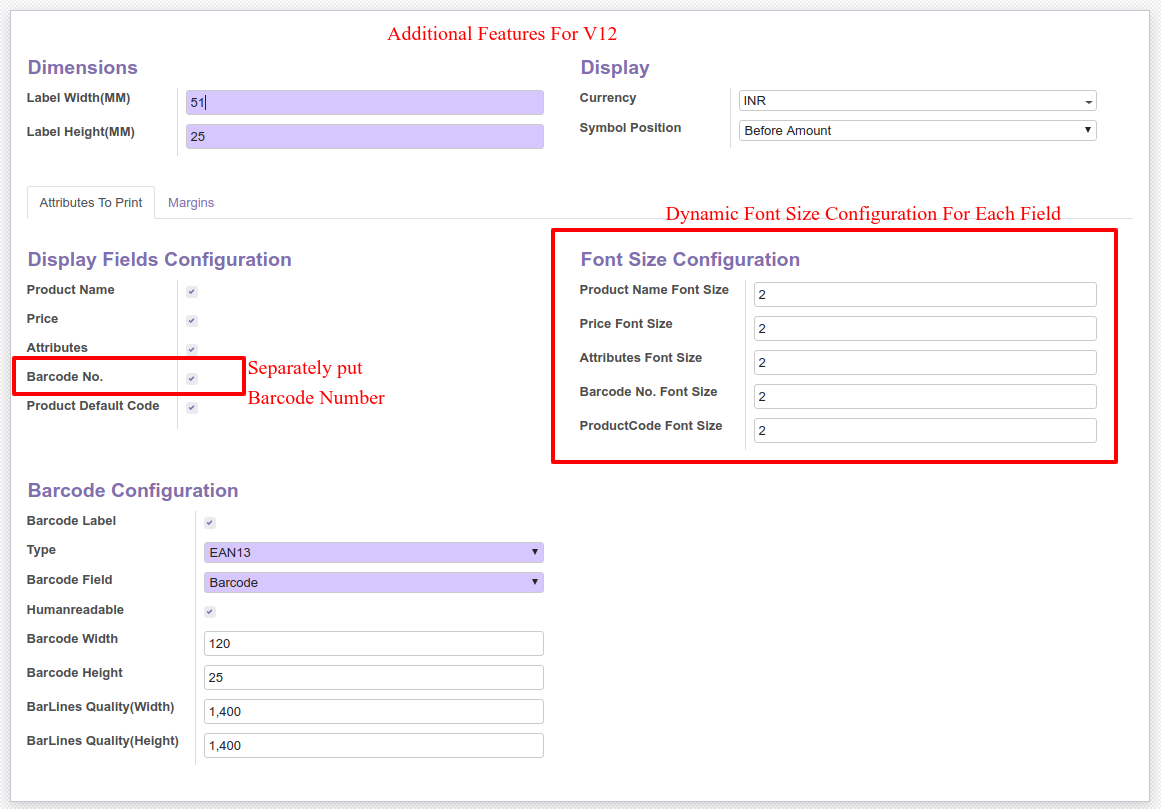 Additional Features For V12
Dimensions
Label Width(MM)
51
Label Height(MM)
25
Display
Currency
INR
Symbol Position
Before Amount
Attributes To Print
Margins
Dynamic Font Size Configuration For Each Field
Display Fields Configuration
Product Name
Price
Attributes
Barcode No.
Product Default Code
Separately put
Barcode Number
Font Size Configuration
Product Name Font Size
2
Price Font Size
2
Attributes Font Size
2
Barcode No. Font Size
2
ProductCode Font Size
2
Barcode Configuration
Barcode Label
Type
EAN13
Barcode Field
Barcode
Humanreadable
Barcode Width
120
Barcode Height
25
BarLines Quality(Width)
1,400
BarLines Quality(Height)
1,400